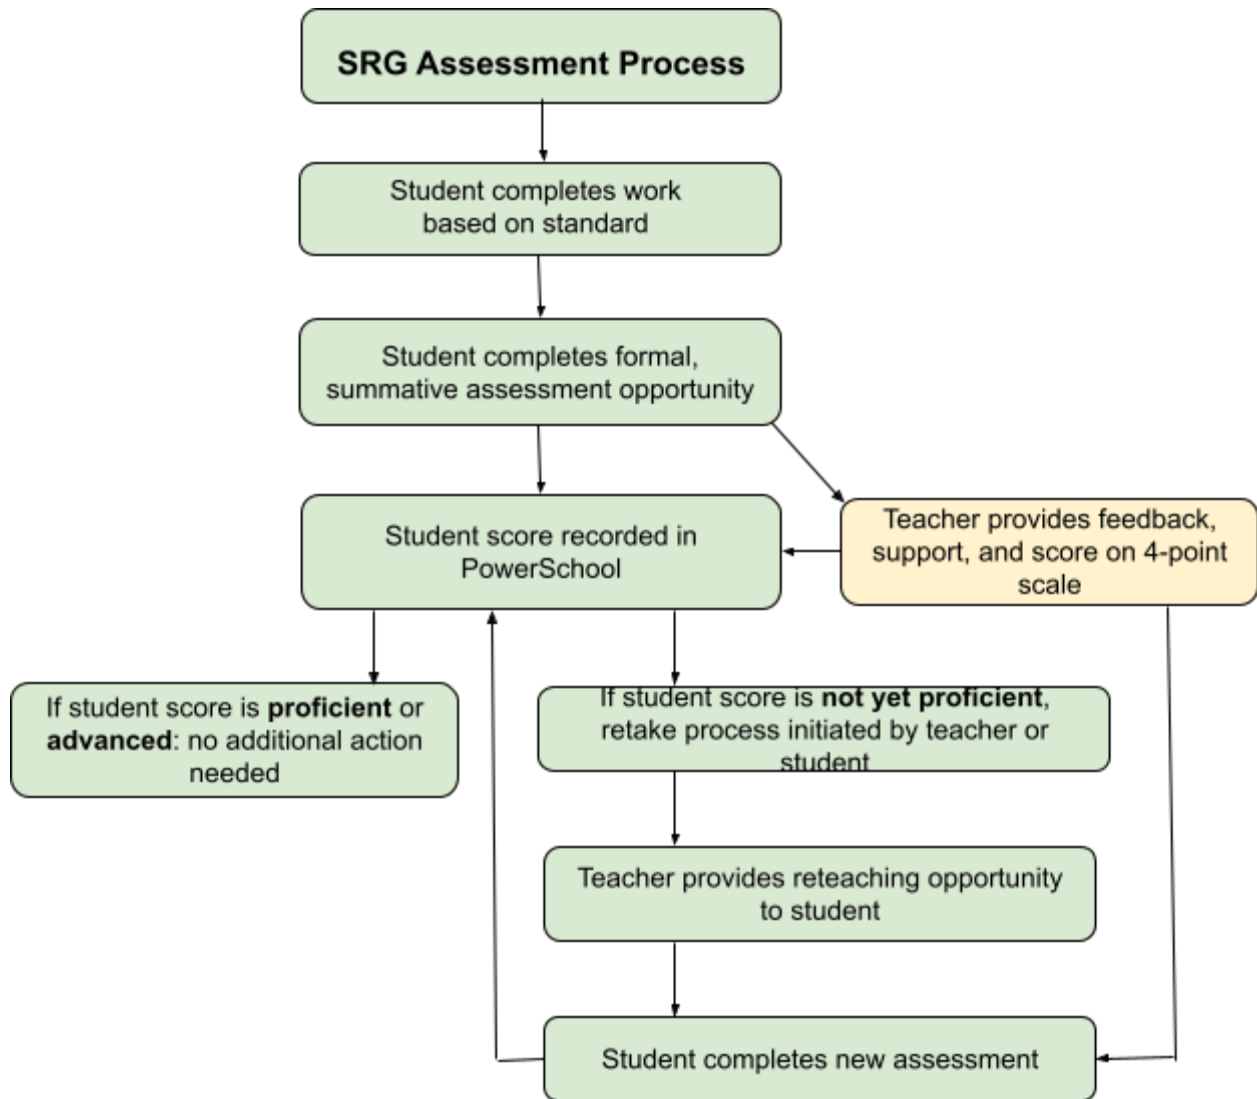 SRG Assessment Process
Student completes work
based on standard
Student completes formal,
summative assessment opportunity
Student score recorded in
PowerSchool
Teacher provides feedback,
support, and score on 4-point
scale
If student score is proficient or
advanced: no additional action
needed
If student score is not yet proficient,
retake process initiated by teacher or
student
Teacher provides reteaching opportunity
to student
Student completes new assessment